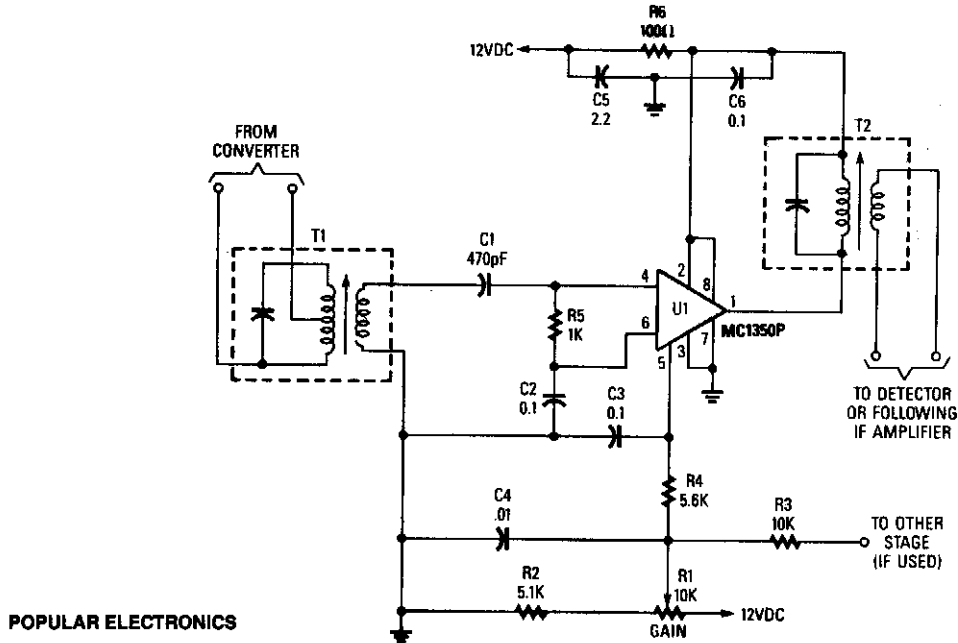 R6
100Ω
12VDC
C5
2.2
C6
0.1
T2
FROM
CONVERTER
T1
C1
470pF
4
2
8
U1
1
R5
1K
6
MC1350P
7
3
5
C2
0.1
C3
0.1
TO DETECTOR
OR FOLLOWING
IF AMPLIFIER
R4
5.6K
C4
.01
R3
10K
TO OTHER
STAGE
(IF USED)
R2
5.1K
R1
10K
12VDC
GAIN
POPULAR ELECTRONICS